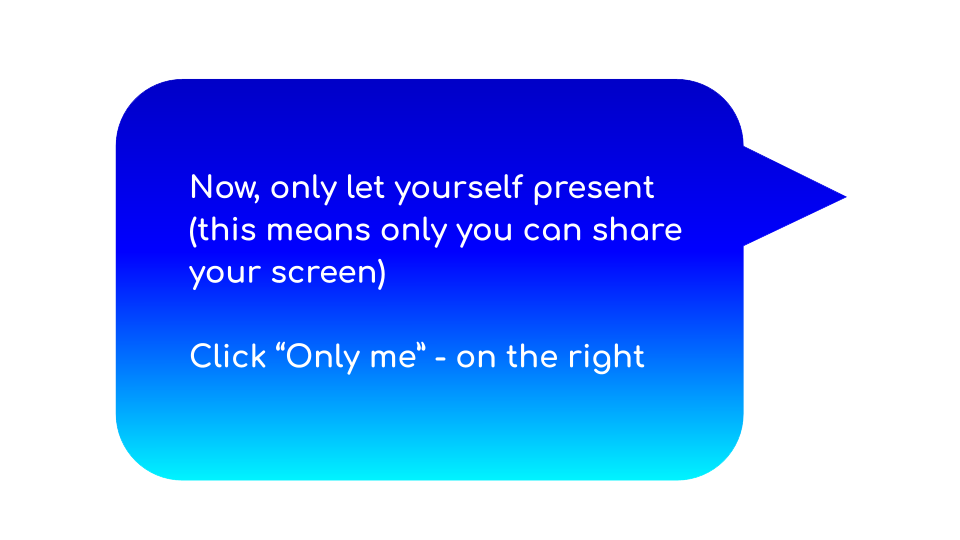 Now, only let yourself present
(this means only you can share
your screen)
Click “Only me” - on the right